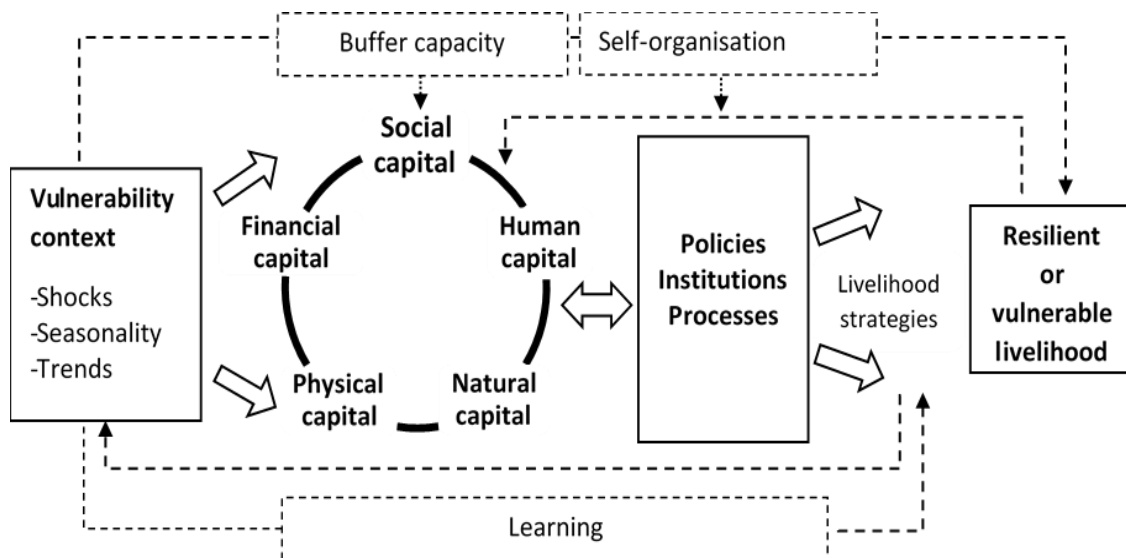 Buffer capacity
Self-organisation
Social
capital
Vulnerability
context
-Shocks
-Seasonality
-Trends
Financial
capital
Human
capital
Physical
capital
Natural
capital
Policies
Institutions
Processes
Livelihood
strategies
Resilient
or
vulnerable
livelihood
Learning